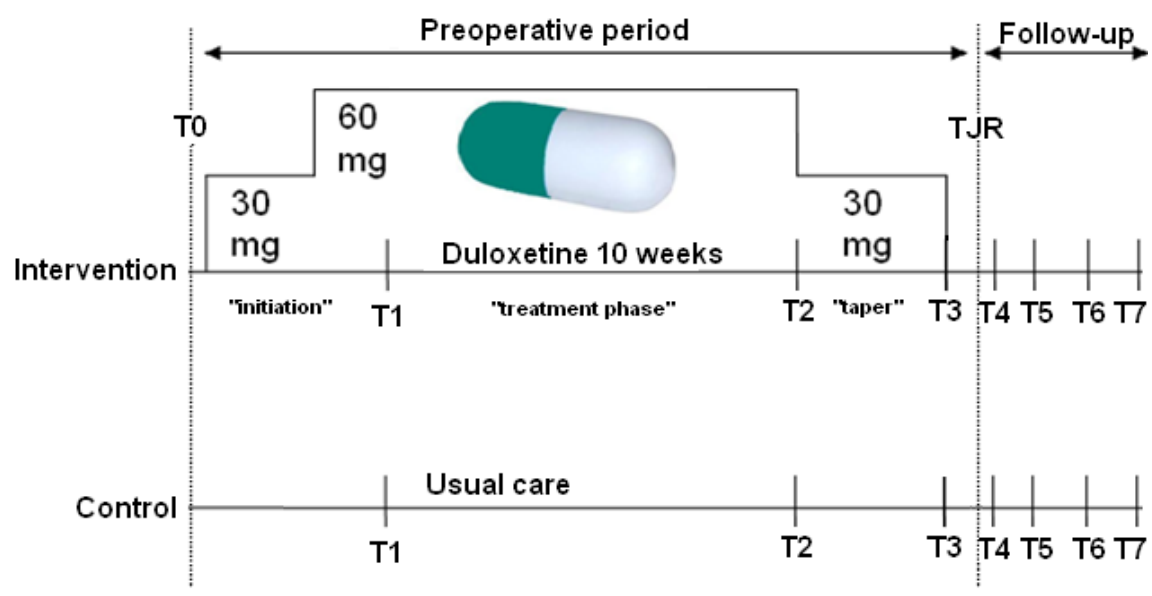 Preoperative period
Follow-up
T0
TJR
60
mg
30
mg
30
mg
Intervention
Duloxetine 10 weeks
"initiation"
T1
"treatment phase"
T2
"taper"
T3
T4
T5
T6
T7
Control
Usual care
T1
T2
T3
T4
T5
T6
T7